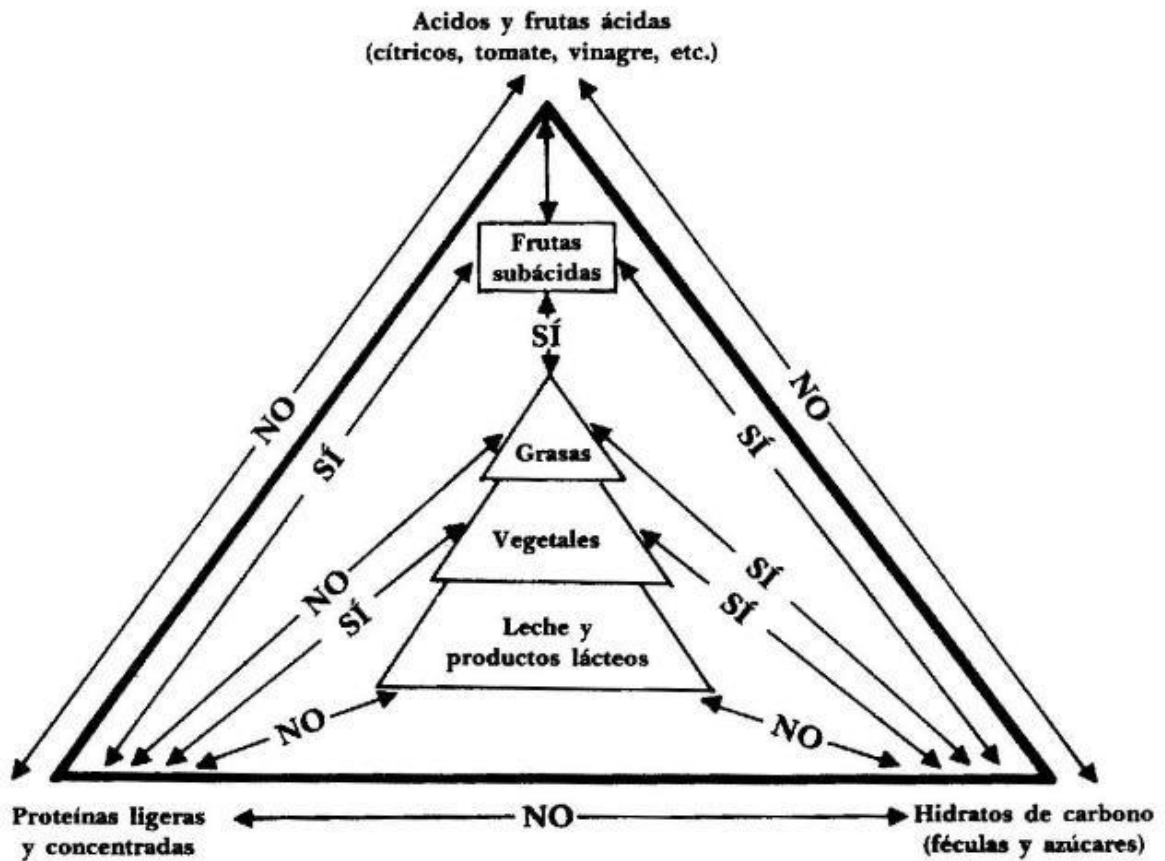 Acidos y frutas ácidas
(cítricos, tomate, vinagre, etc.)
Frutas
subácidas
SÍ
NO
NO
SÍ
SÍ
Grasas
Vegetales
NO
SÍ
SÍ
SÍ
Leche y
productos lácteos
NO
NO
Proteínas ligeras
y concentradas
NO
Hidratos de carbono
(féculas y azúcares)